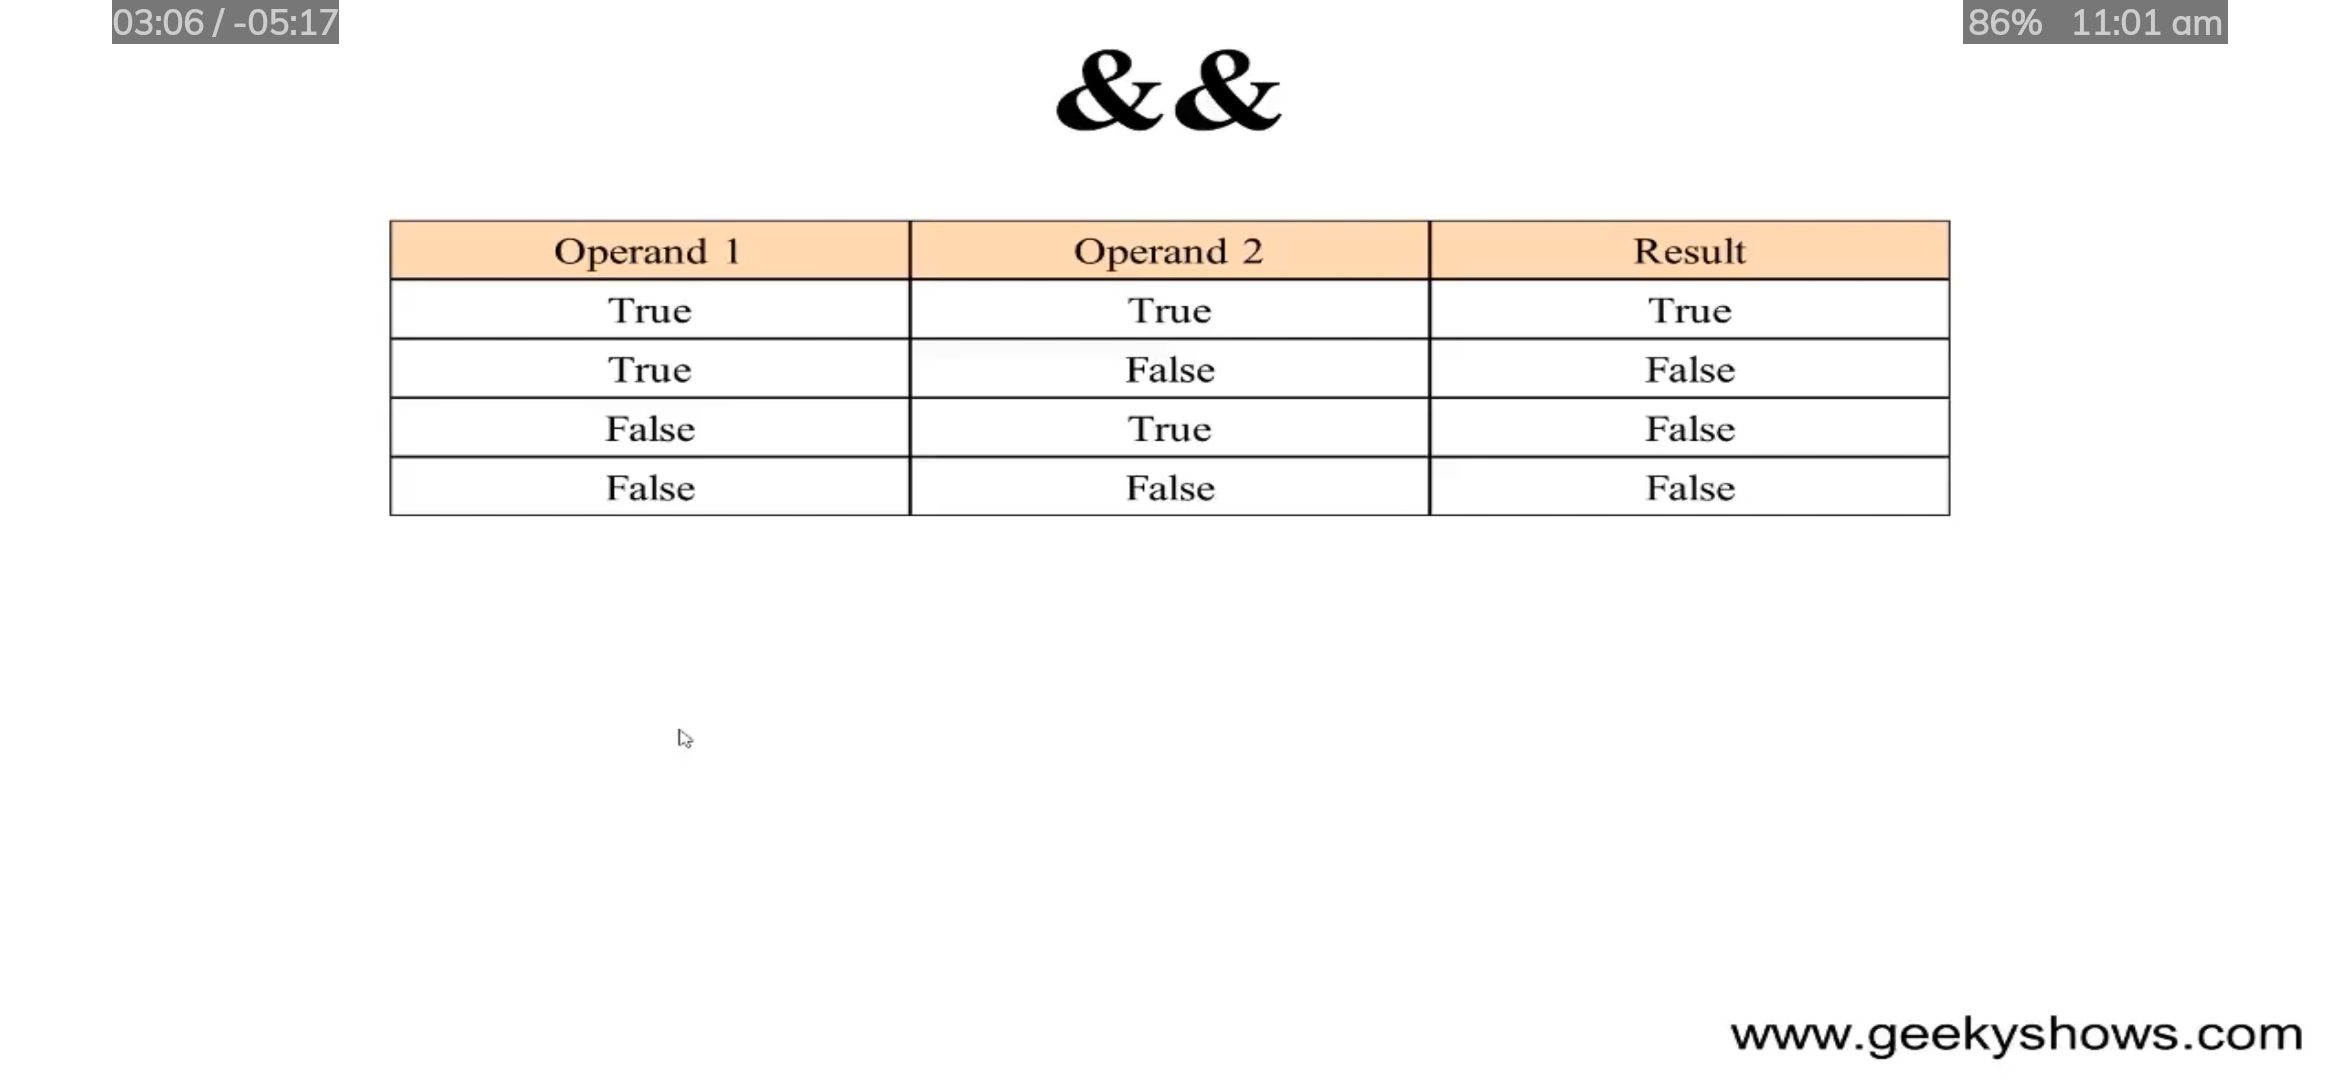 03:06 / -05:17
86% 11:01 am
&&
Operand 1 Operand 2 Result
True True True
True False False
False True False
False False False
www.geekyshows.com